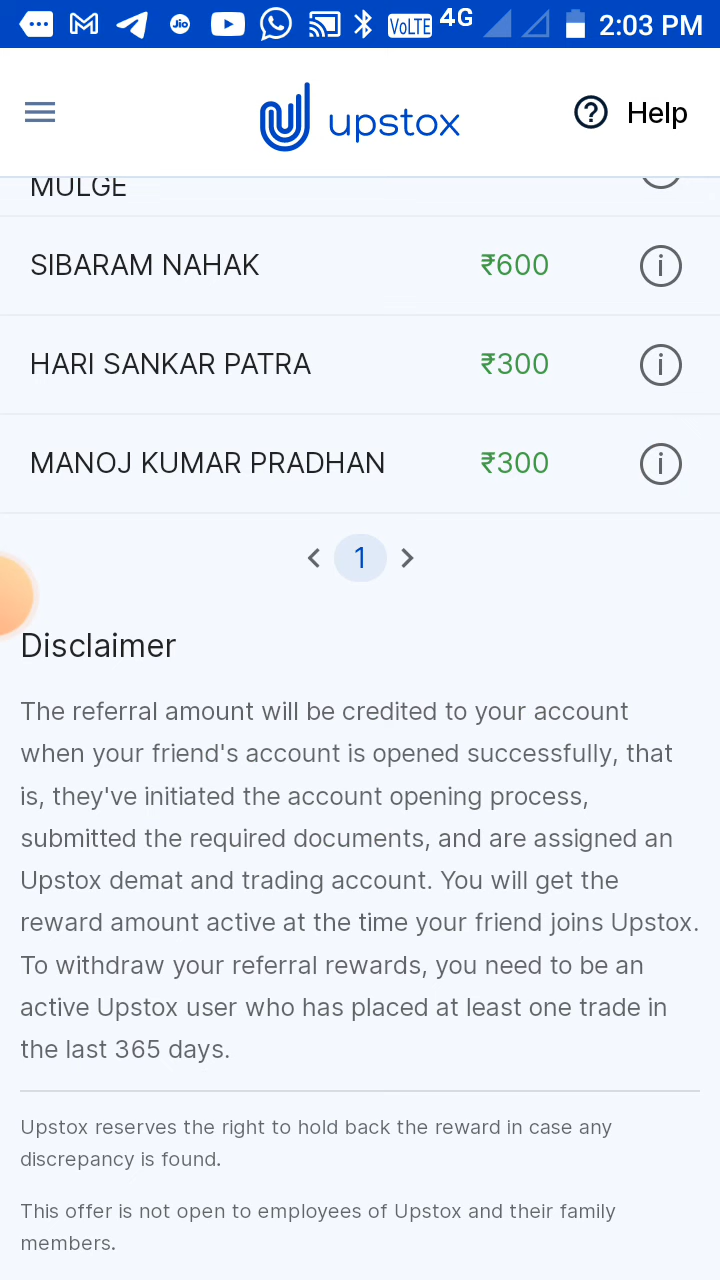 Jio
VoLTE 4G 2:03 PM
upstox
Help
MULGE
SIBARAM NAHAK ₹600
HARI SANKAR PATRA ₹300
MANOJ KUMAR PRADHAN ₹300
1
Disclaimer
The referral amount will be credited to your account
when your friend's account is opened successfully, that
is, they've initiated the account opening process,
submitted the required documents, and are assigned an
Upstox demat and trading account. You will get the
reward amount active at the time your friend joins Upstox.
To withdraw your referral rewards, you need to be an
active Upstox user who has placed at least one trade in
the last 365 days.
Upstox reserves the right to hold back the reward in case any
discrepancy is found.
This offer is not open to employees of Upstox and their family
members.